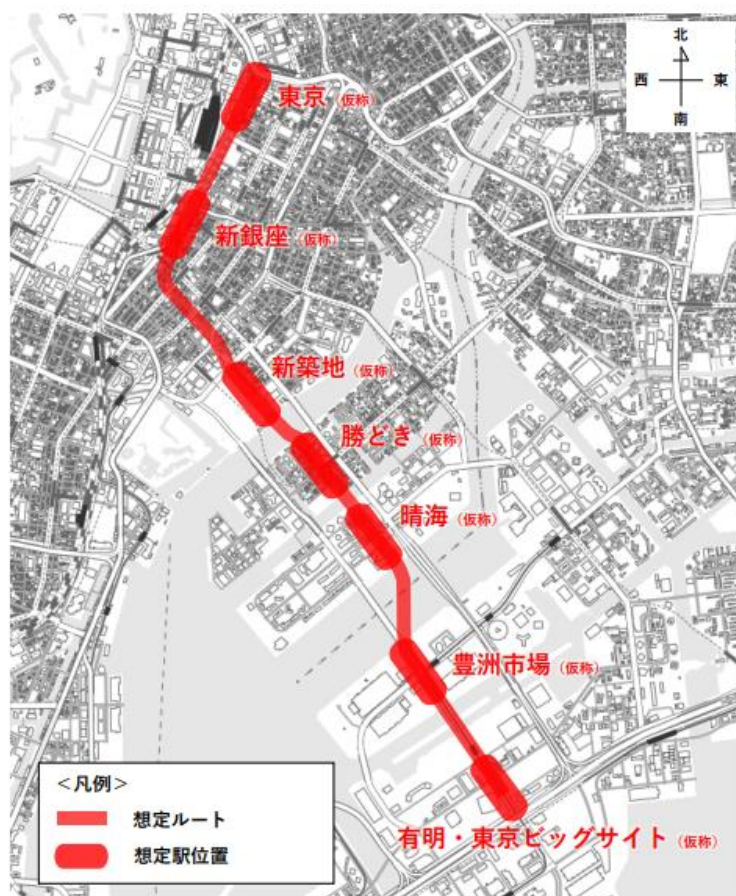 北
西 東
南
東京（仮称）
新銀座（仮称）
新築地（仮称）
勝どき（仮称）
晴海（仮称）
豊洲市場（仮称）
有明・東京ビッグサイト（仮称）
＜凡例＞
想定ルート
想定駅位置